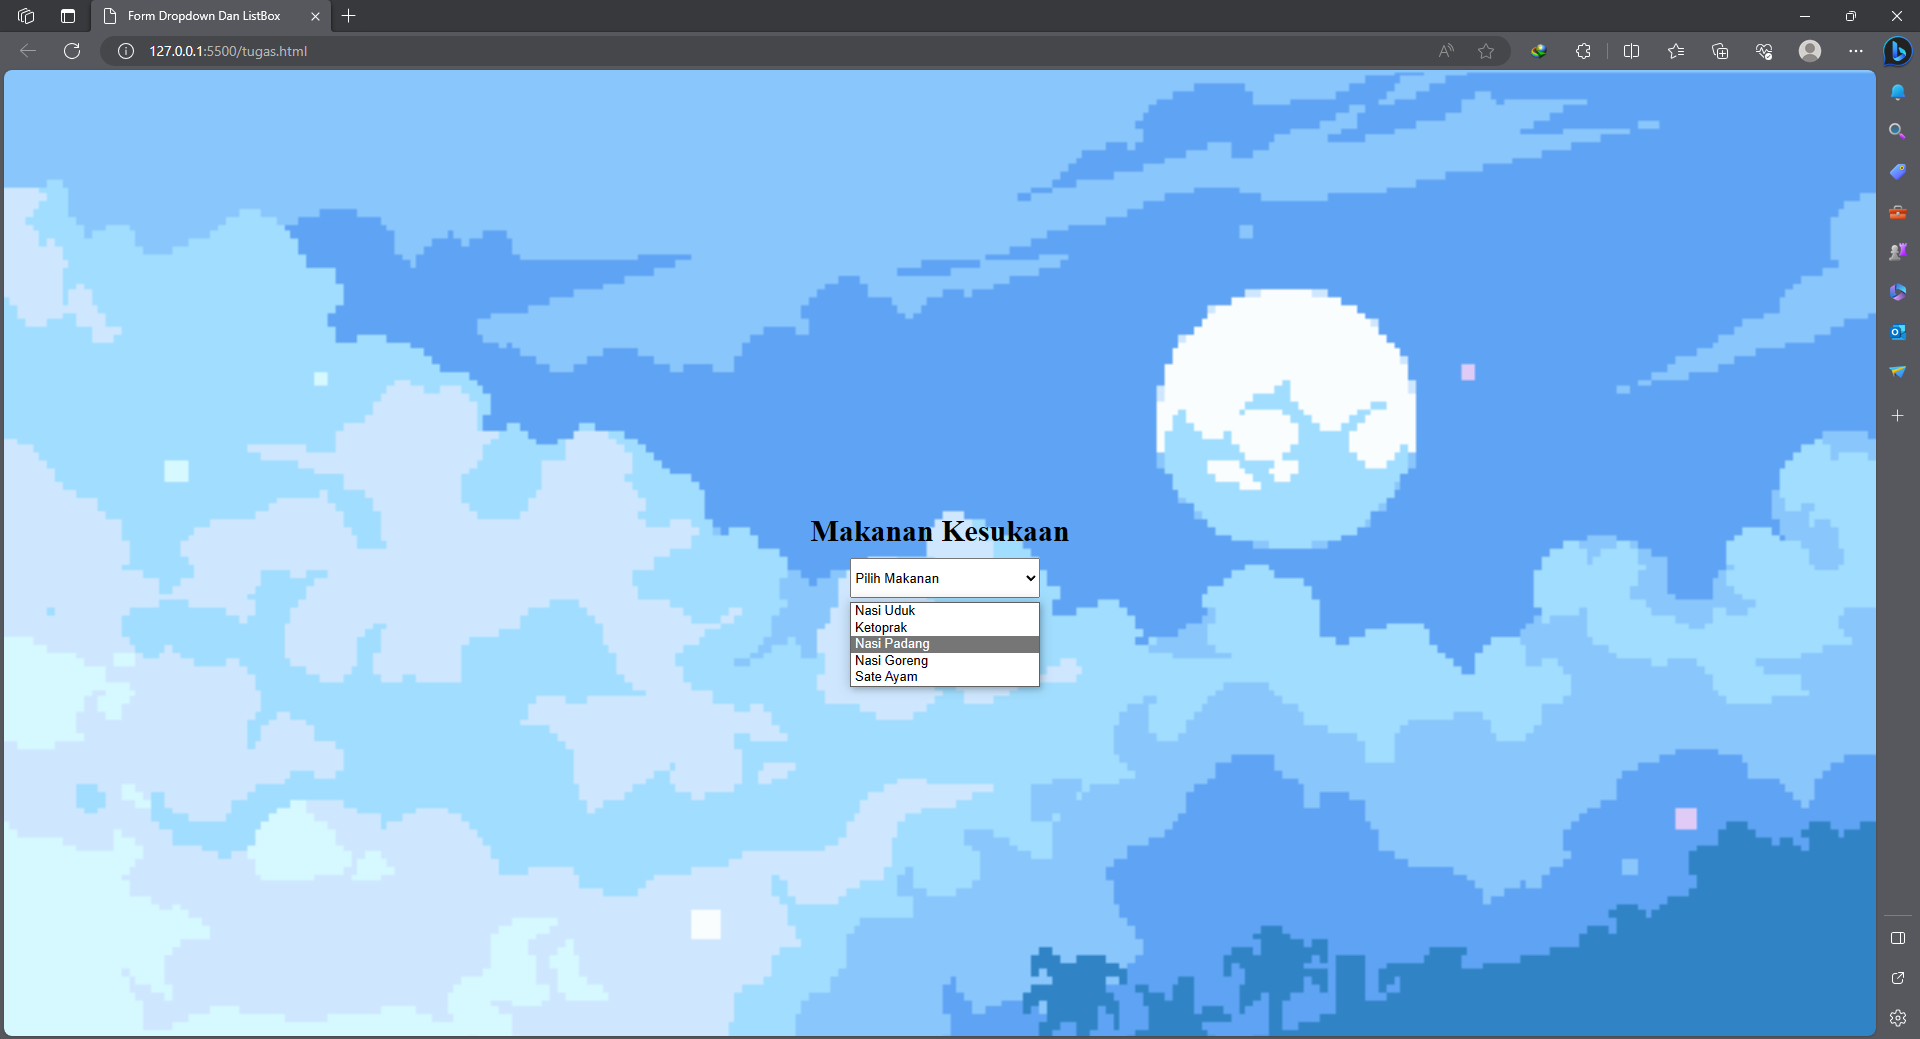 Form Dropdown Dan ListBox
127.0.0.1:5500/tugas.html
Makanan Kesukaan
Pilih Makanan
Nasi Uduk
Ketoprak
Nasi Padang
Nasi Goreng
Sate Ayam